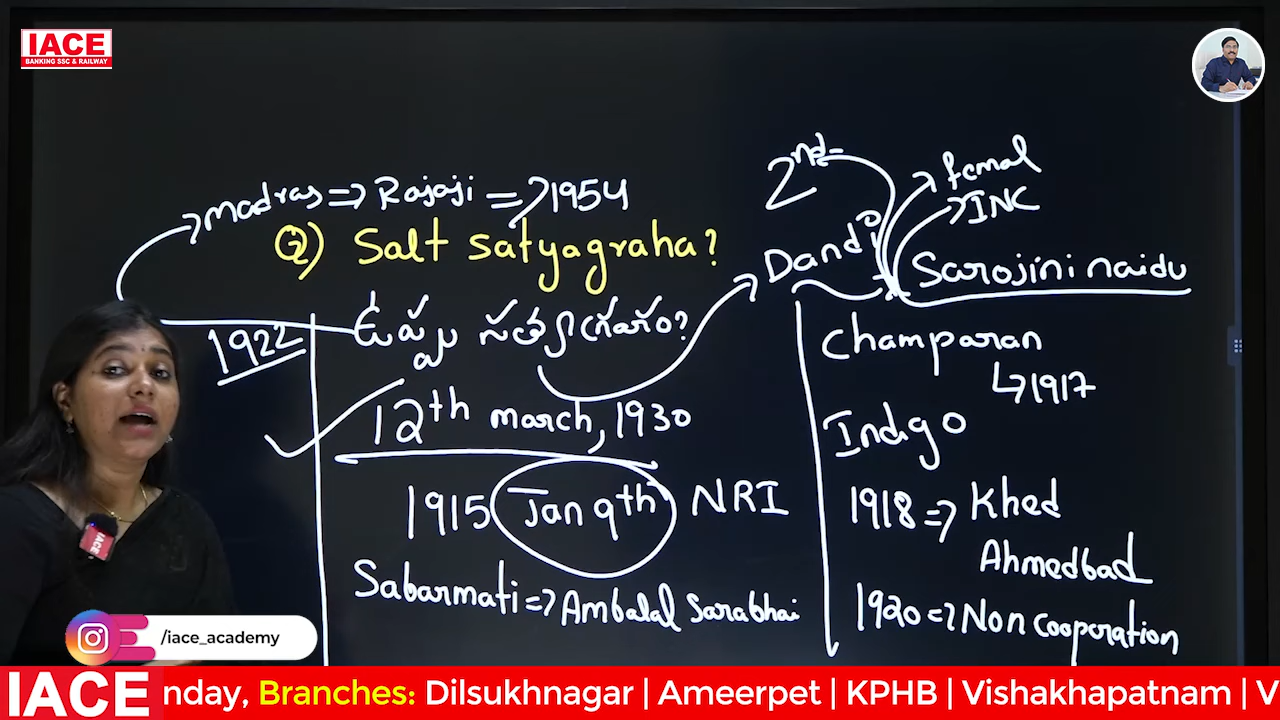 IACE
BANKING SSC & RAILWAY
Madras => Rajaji => 1954
Q) Salt Satyagraha?
1922
ఉప్పు సత్యాగ్రహం?
12th march, 1930
1915 Jan 9th NRI
Sabarmati => Ambalal Sarabhai
2nd
femal
INC
Dandi
Sarojini naidu
Champaran
↳ 1917
Indigo
1918 => Khed
Ahmedbad
1920 => Non cooperation
IACE
/iace_academy
IACE nday, Branches: Dilsukhnagar | Ameerpet | KPHB | Vishakhapatnam | V